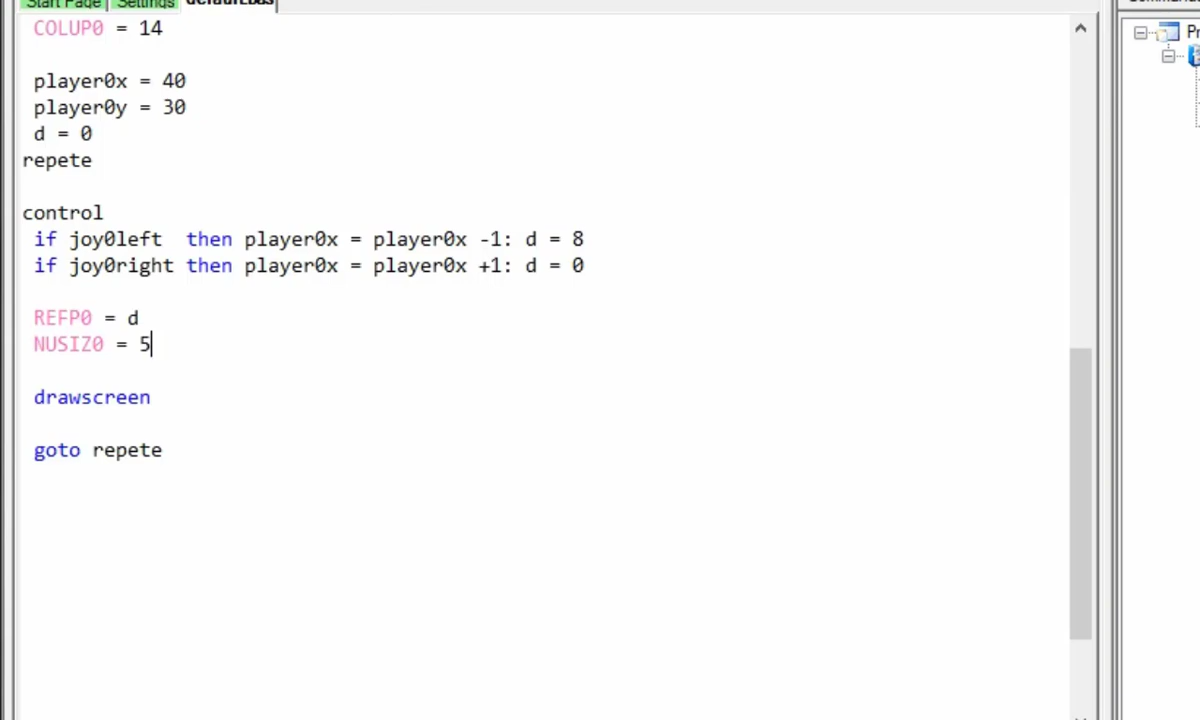 Start Page Settings default.bas
COLUP0 = 14
player0x = 40
player0y = 30
d = 0
repete
control
if joy0left  then player0x = player0x -1: d = 8
if joy0right then player0x = player0x +1: d = 0
REFP0 = d
NUSIZ0 = 5
drawscreen
goto repete